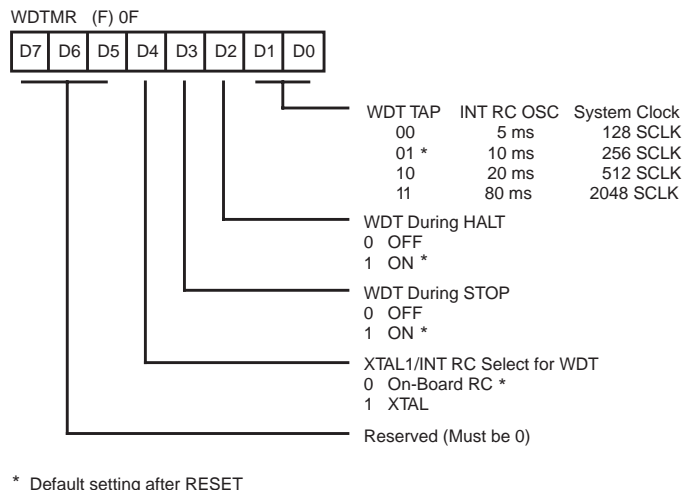 WDTMR (F) 0F
D7 D6 D5 D4 D3 D2 D1 D0
WDT TAP INT RC OSC System Clock
00 5 ms 128 SCLK
01 * 10 ms 256 SCLK
10 20 ms 512 SCLK
11 80 ms 2048 SCLK
WDT During HALT
0 OFF
1 ON *
WDT During STOP
0 OFF
1 ON *
XTAL1/INT RC Select for WDT
0 On-Board RC *
1 XTAL
Reserved (Must be 0)
* Default setting after RESET